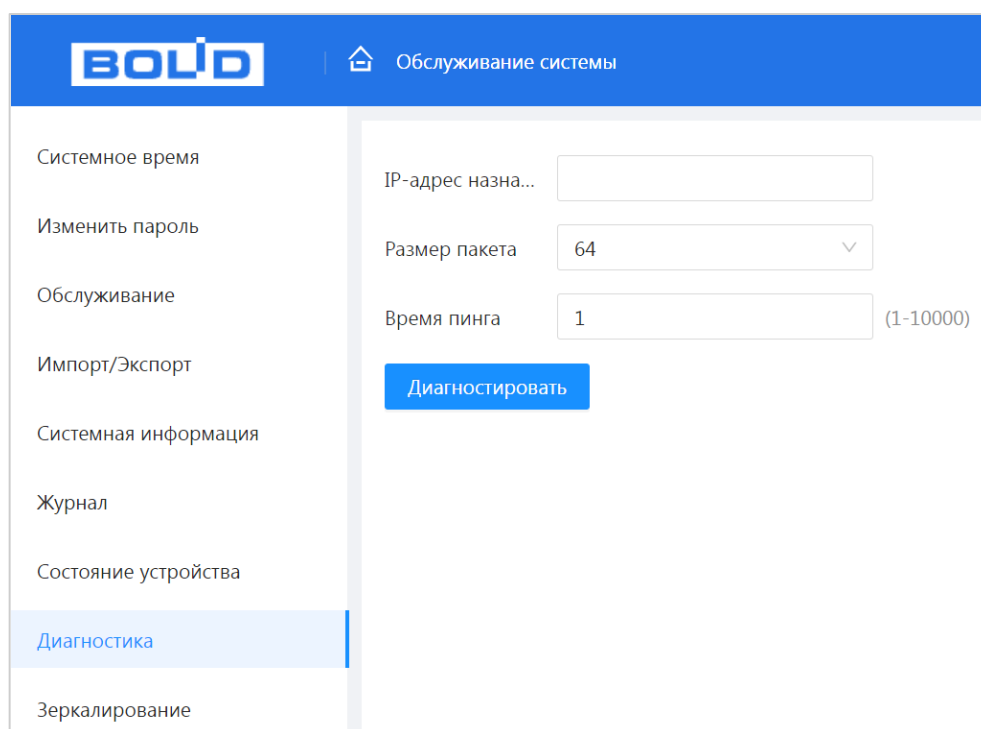 BOLID
Обслуживание системы
Системное время
Изменить пароль
Обслуживание
Импорт/Экспорт
Системная информация
Журнал
Состояние устройства
Диагностика
Зеркалирование
IP-адрес назна...
Размер пакета
64
Время пинга
1
(1-10000)
Диагностировать